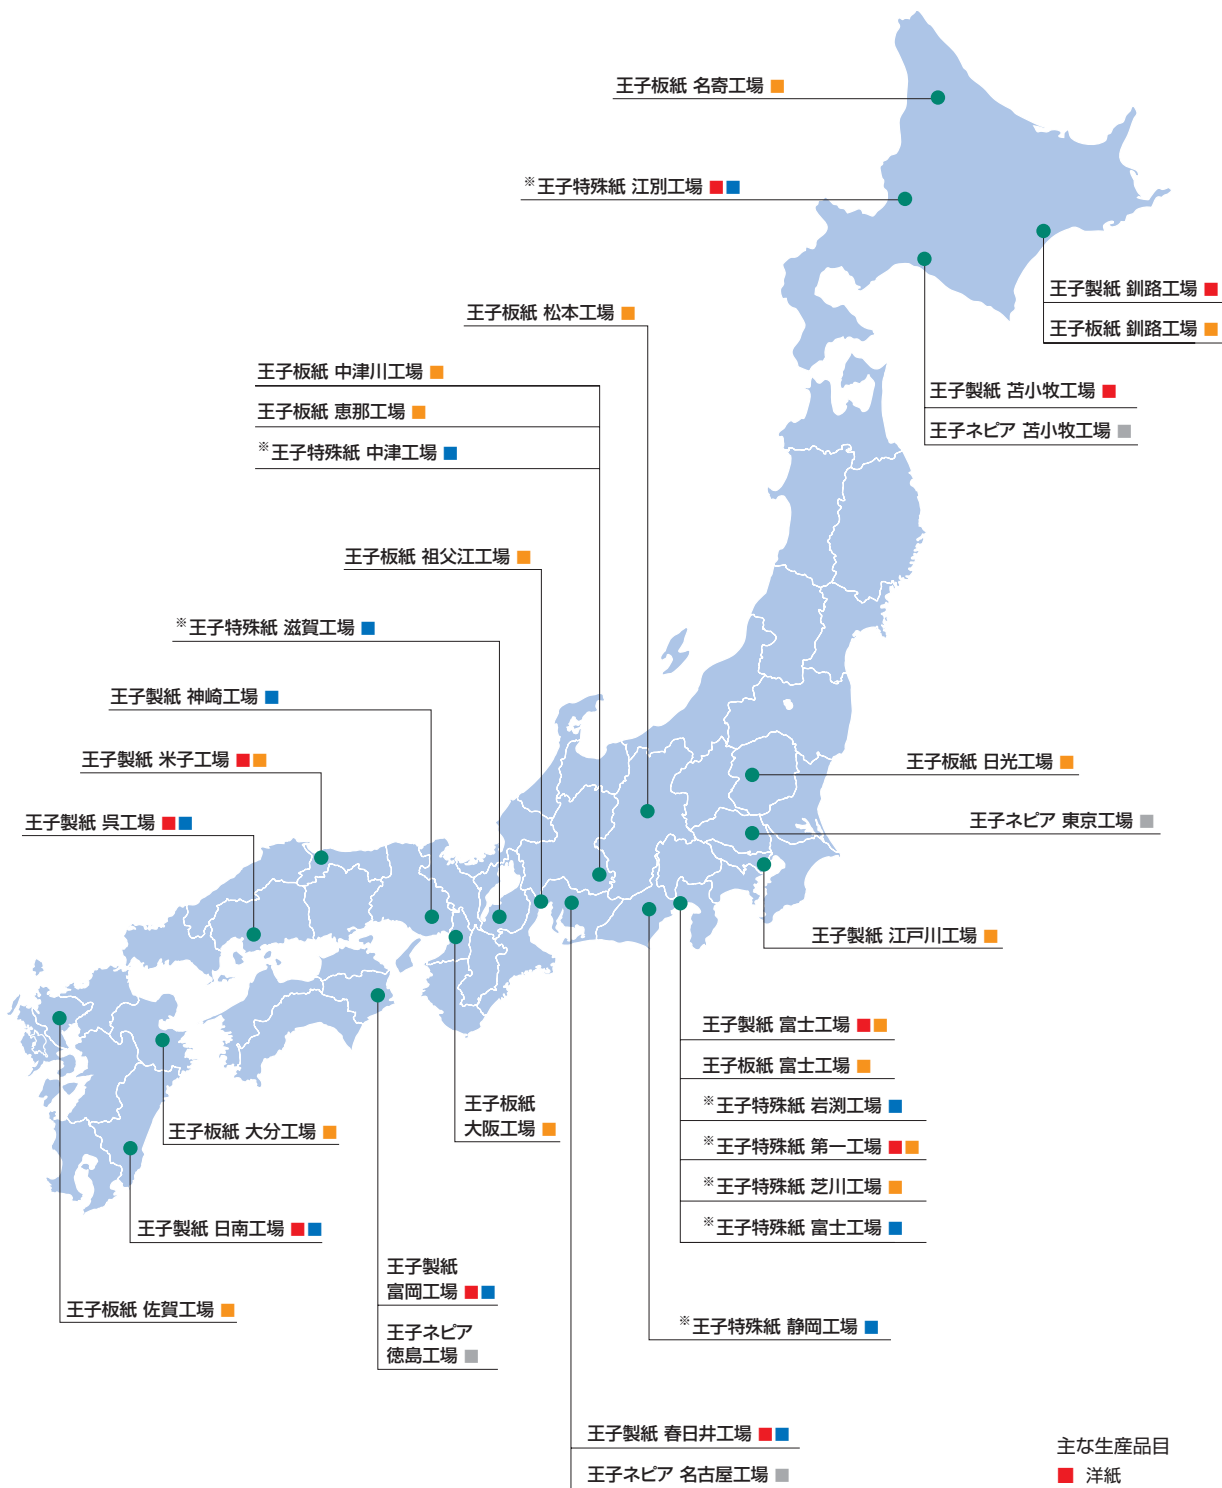 王子板紙 名寄工場
※王子特殊紙 江別工場
王子製紙 釧路工場
王子板紙 釧路工場
王子板紙 松本工場
王子板紙 中津川工場
王子板紙 恵那工場
※王子特殊紙 中津工場
王子製紙 苫小牧工場
王子ネピア 苫小牧工場
王子板紙 祖父江工場
※王子特殊紙 滋賀工場
王子製紙 神崎工場
王子製紙 米子工場
王子製紙 呉工場
王子板紙 日光工場
王子ネピア 東京工場
王子製紙 江戸川工場
王子製紙 富士工場
王子板紙 富士工場
※王子特殊紙 岩渕工場
※王子特殊紙 第一工場
※王子特殊紙 芝川工場
※王子特殊紙 富士工場
王子板紙
大阪工場
王子板紙 大分工場
王子製紙 日南工場
王子板紙 佐賀工場
王子製紙
富岡工場
王子ネピア
徳島工場
※王子特殊紙 静岡工場
王子製紙 春日井工場
王子ネピア 名古屋工場
主な生産品目
洋紙